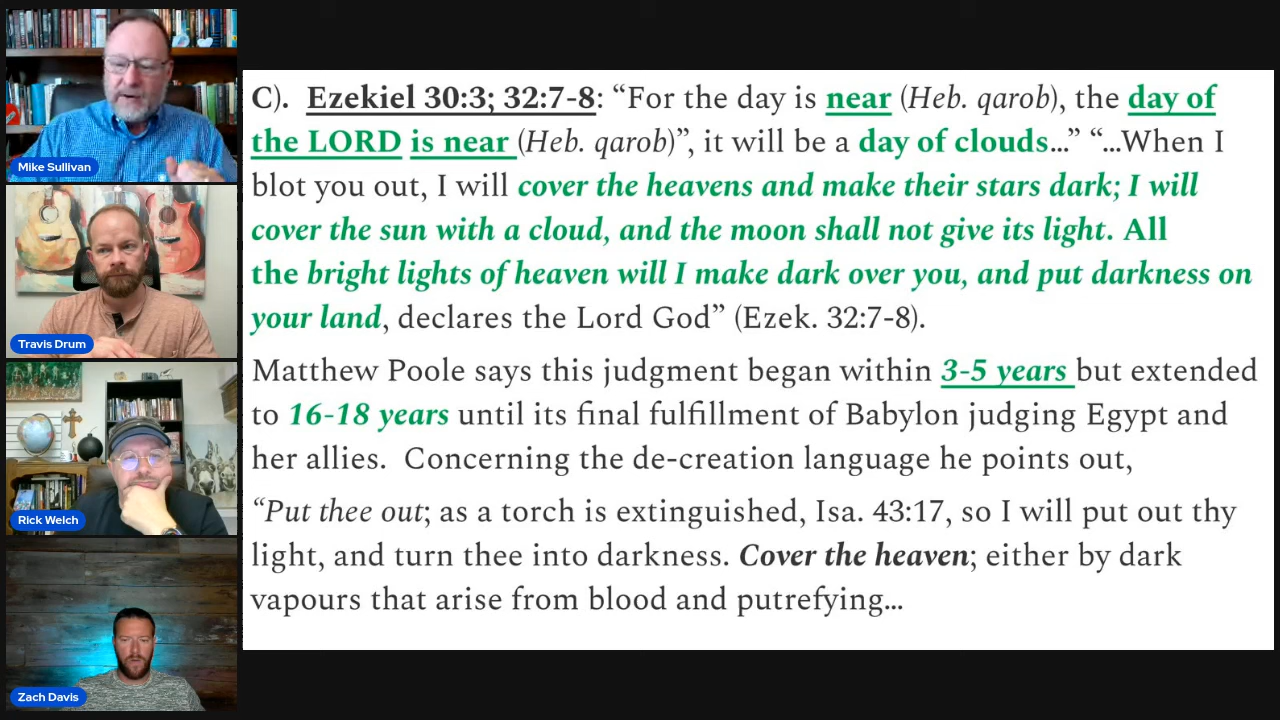 Mike Sullivan
Travis Drum
Rick Welch
Zach Davis
C). Ezekiel 30:3; 32:7-8: “For the day is near (Heb. qarob), the day of
the LORD is near (Heb. qarob)”, it will be a day of clouds…” “…When I
blot you out, I will cover the heavens and make their stars dark; I will
cover the sun with a cloud, and the moon shall not give its light. All
the bright lights of heaven will I make dark over you, and put darkness on
your land, declares the Lord God” (Ezek. 32:7-8).
Matthew Poole says this judgment began within 3-5 years but extended
to 16-18 years until its final fulfillment of Babylon judging Egypt and
her allies.  Concerning the de-creation language he points out,
“Put thee out; as a torch is extinguished, Isa. 43:17, so I will put out thy
light, and turn thee into darkness. Cover the heaven; either by dark
vapours that arise from blood and putrefying…